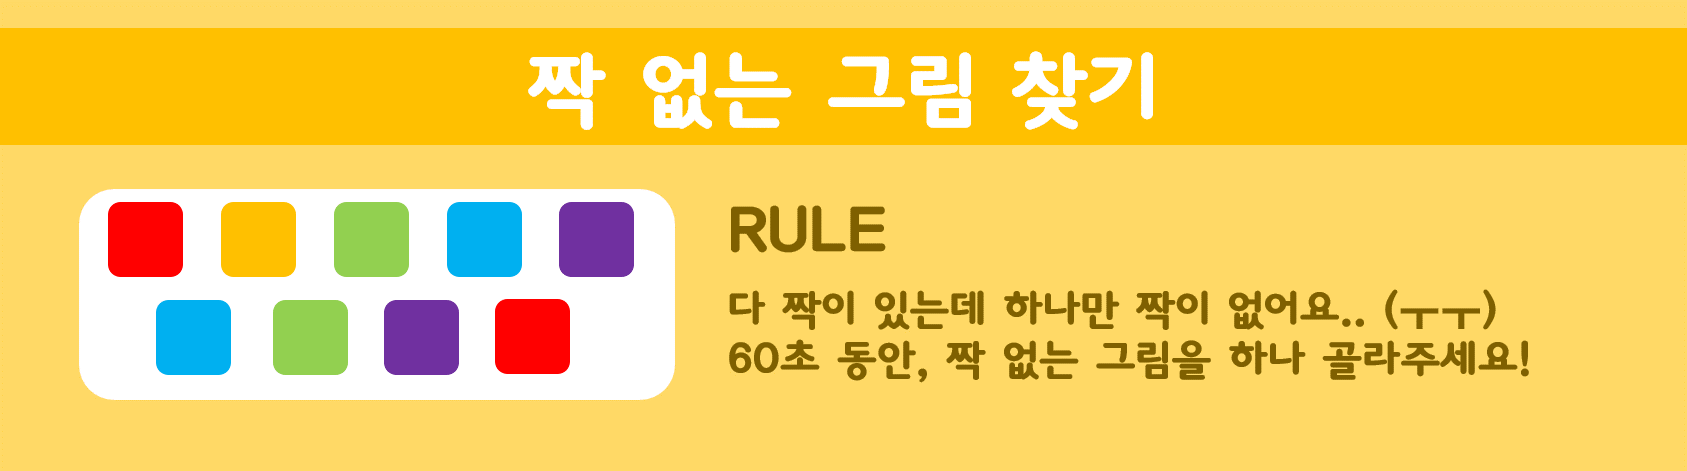 짝 없는 그림 찾기
RULE
다 짝이 있는데 하나만 짝이 없어요.. (ㅜㅜ)
60초 동안, 짝 없는 그림을 하나 골라주세요!